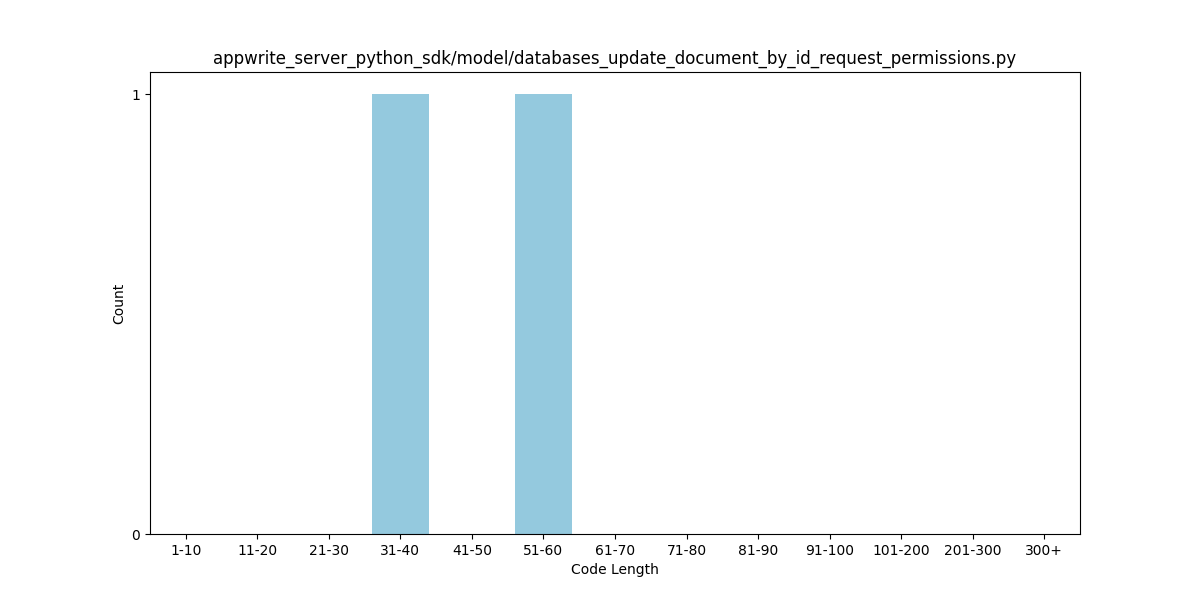 appwrite_server_python_sdk/model/databases_update_document_by_id_request_permissions.py
1
Count
0
1-10 11-20 21-30 31-40 41-50 51-60 61-70 71-80 81-90 91-100 101-200 201-300 300+
Code Length